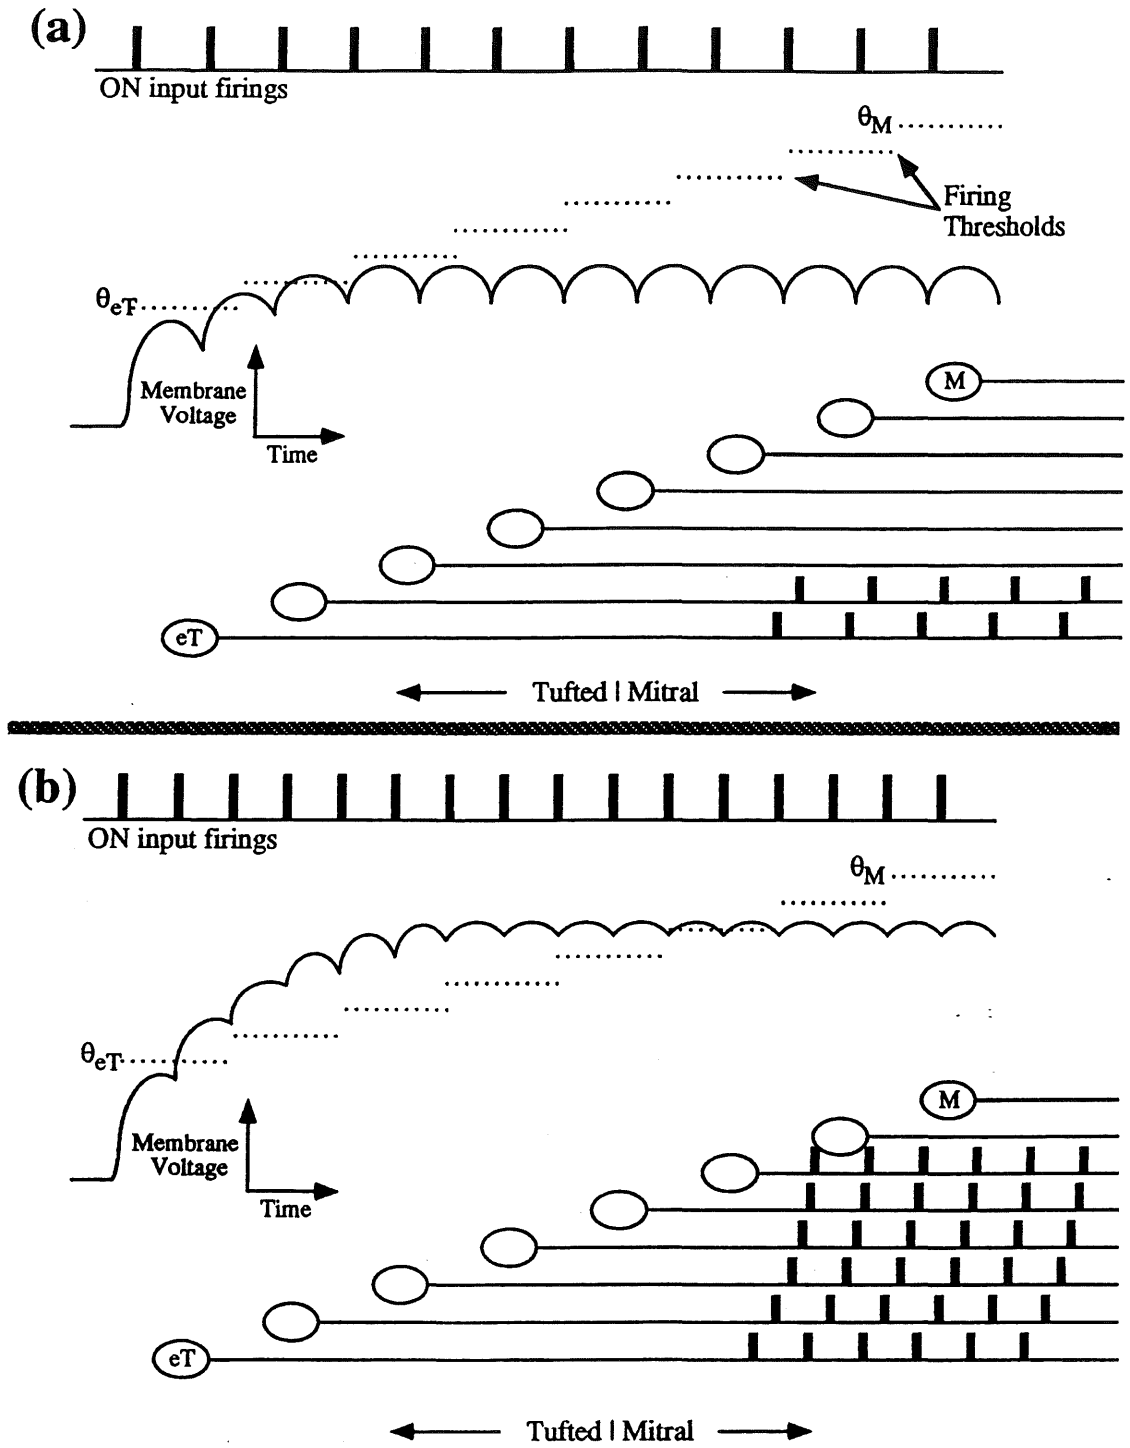 (a)
ON input firings
θM
Firing
Thresholds
θeT
Membrane
Voltage
Time
M
eT
Tufted | Mitral
(b)
ON input firings
θM
θeT
Membrane
Voltage
Time
M
eT
Tufted | Mitral